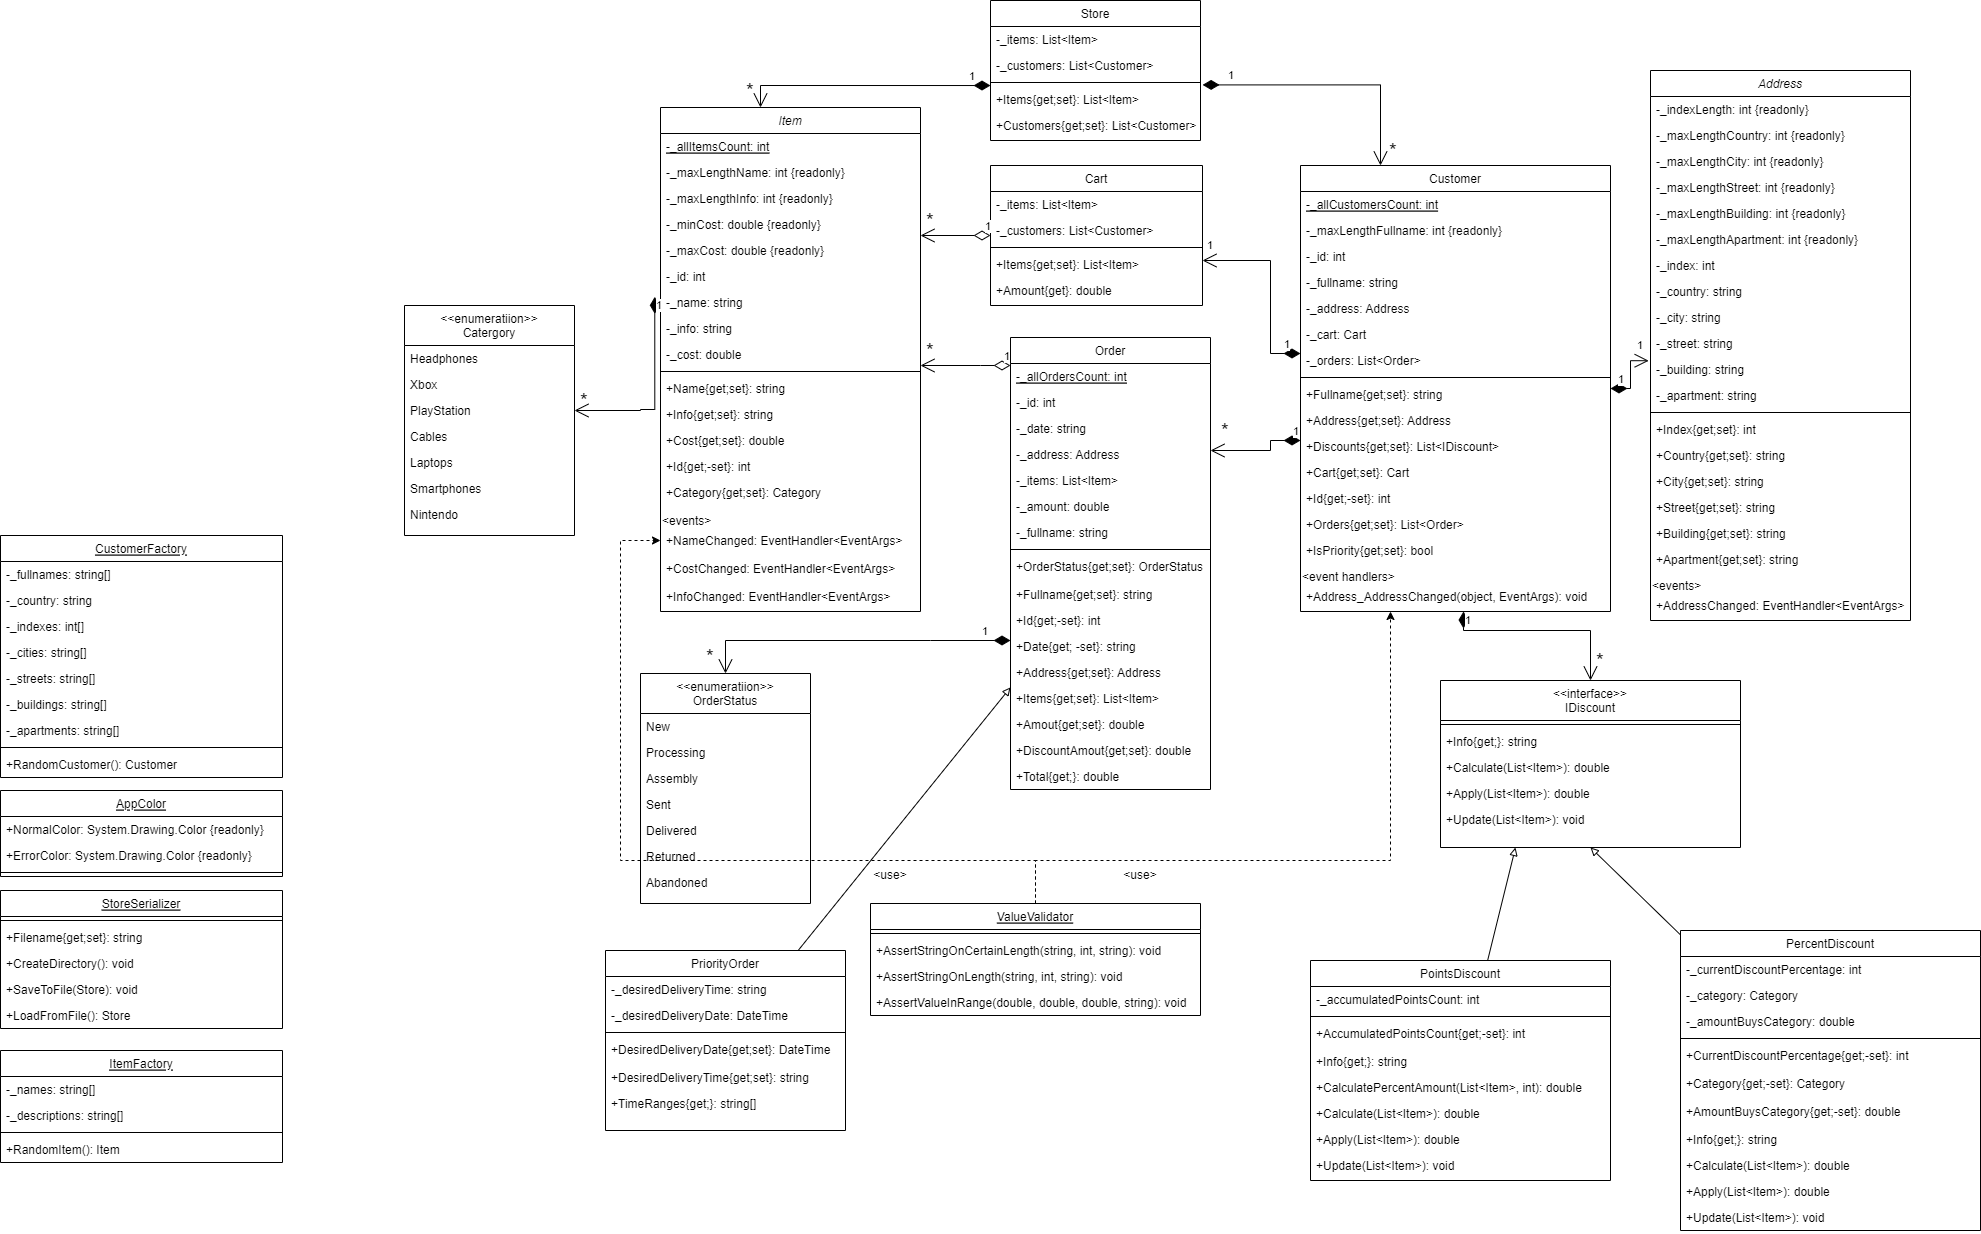 Store
-_items: List<Item>
-_customers: List<Customer>
+Items{get;set}: List<Item>
+Customers{get;set}: List<Customer>
1
*
1
*
Item
-_allItemsCount: int
-_maxLengthName: int {readonly}
-_maxLengthInfo: int {readonly}
-_minCost: double {readonly}
-_maxCost: double {readonly}
-_id: int
-_name: string
-_info: string
-_cost: double
+Name{get;set}: string
+Info{get;set}: string
+Cost{get;set}: double
+Id{get;-set}: int
+Category{get;set}: Category
<events>
+NameChanged: EventHandler<EventArgs>
+CostChanged: EventHandler<EventArgs>
+InfoChanged: EventHandler<EventArgs>
1
*
Cart
-_items: List<Item>
-_customers: List<Customer>
+Items{get;set}: List<Item>
+Amount{get}: double
1
*
1
1
Customer
-_allCustomersCount: int
-_maxLengthFullname: int {readonly}
-_id: int
-_fullname: string
-_address: Address
-_cart: Cart
-_orders: List<Order>
+Fullname{get;set}: string
+Address{get;set}: Address
+Discounts{get;set}: List<IDiscount>
+Cart{get;set}: Cart
+Id{get;-set}: int
+Orders{get;set}: List<Order>
+IsPriority{get;set}: bool
<event handlers>
+Address_AddressChanged(object, EventArgs): void
1
1
Address
-_indexLength: int {readonly}
-_maxLengthCountry: int {readonly}
-_maxLengthCity: int {readonly}
-_maxLengthStreet: int {readonly}
-_maxLengthBuilding: int {readonly}
-_maxLengthApartment: int {readonly}
-_index: int
-_country: string
-_city: string
-_street: string
-_building: string
-_apartment: string
+Index{get;set}: int
+Country{get;set}: string
+City{get;set}: string
+Street{get;set}: string
+Building{get;set}: string
+Apartment{get;set}: string
<events>
+AddressChanged: EventHandler<EventArgs>
<<enumeratiion>>
Catergory
Headphones
Xbox
PlayStation
Cables
Laptops
Smartphones
Nintendo
1
*
1
*
Order
-_allOrdersCount: int
-_id: int
-_date: string
-_address: Address
-_items: List<Item>
-_amount: double
-_fullname: string
+OrderStatus{get;set}: OrderStatus
+Fullname{get;set}: string
+Id{get;-set}: int
+Date{get; -set}: string
+Address{get;set}: Address
+Items{get;set}: List<Item>
+Amout{get;set}: double
+DiscountAmout{get;set}: double
+Total{get;}: double
1
*
<<enumeratiion>>
OrderStatus
New
Processing
Assembly
Sent
Delivered
Returned
Abandoned
1
*
<<interface>>
IDiscount
+Info{get;}: string
+Calculate(List<Item>): double
+Apply(List<Item>): double
+Update(List<Item>): void
CustomerFactory
-_fullnames: string[]
-_country: string
-_indexes: int[]
-_cities: string[]
-_streets: string[]
-_buildings: string[]
-_apartments: string[]
+RandomCustomer(): Customer
AppColor
+NormalColor: System.Drawing.Color {readonly}
+ErrorColor: System.Drawing.Color {readonly}
StoreSerializer
+Filename{get;set}: string
+CreateDirectory(): void
+SaveToFile(Store): void
+LoadFromFile(): Store
ItemFactory
-_names: string[]
-_descriptions: string[]
+RandomItem(): Item
<use>
<use>
PriorityOrder
-_desiredDeliveryTime: string
-_desiredDeliveryDate: DateTime
+DesiredDeliveryDate{get;set}: DateTime
+DesiredDeliveryTime{get;set}: string
+TimeRanges{get;}: string[]
ValueValidator
+AssertStringOnCertainLength(string, int, string): void
+AssertStringOnLength(string, int, string): void
+AssertValueInRange(double, double, double, string): void
PointsDiscount
-_accumulatedPointsCount: int
+AccumulatedPointsCount{get;-set}: int
+Info{get;}: string
+CalculatePercentAmount(List<Item>, int): double
+Calculate(List<Item>): double
+Apply(List<Item>): double
+Update(List<Item>): void
PercentDiscount
-_currentDiscountPercentage: int
-_category: Category
-_amountBuysCategory: double
+CurrentDiscountPercentage{get;-set}: int
+Category{get;-set}: Category
+AmountBuysCategory{get;-set}: double
+Info{get;}: string
+Calculate(List<Item>): double
+Apply(List<Item>): double
+Update(List<Item>): void